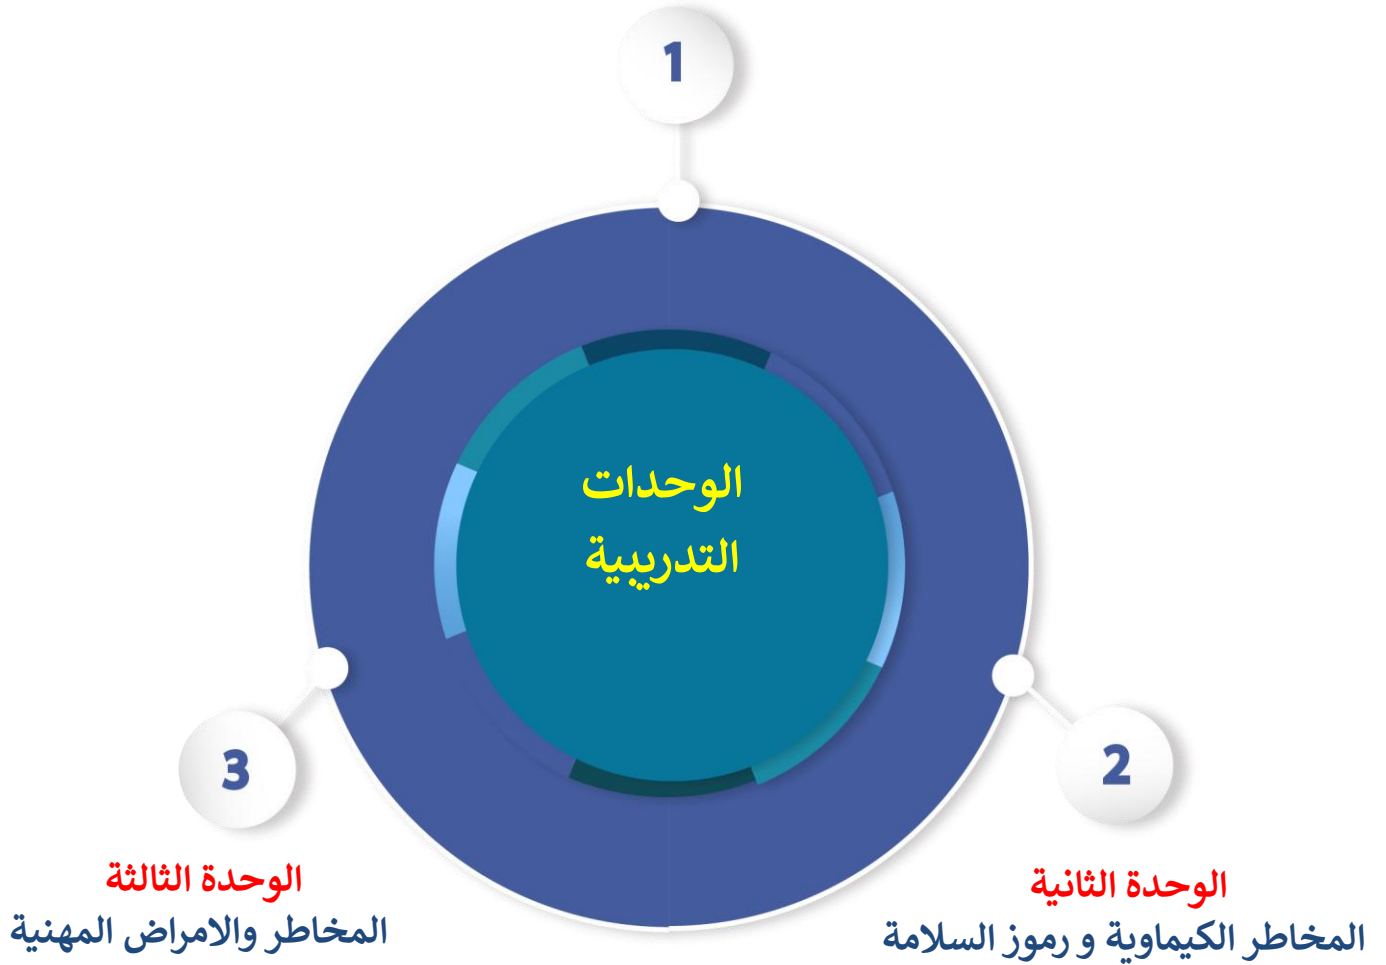 1
الوحدات
التدريبية
2
الوحدة الثانية
المخاطر الكيماوية و رموز السلامة
3
الوحدة الثالثة
المخاطر والامراض المهنية